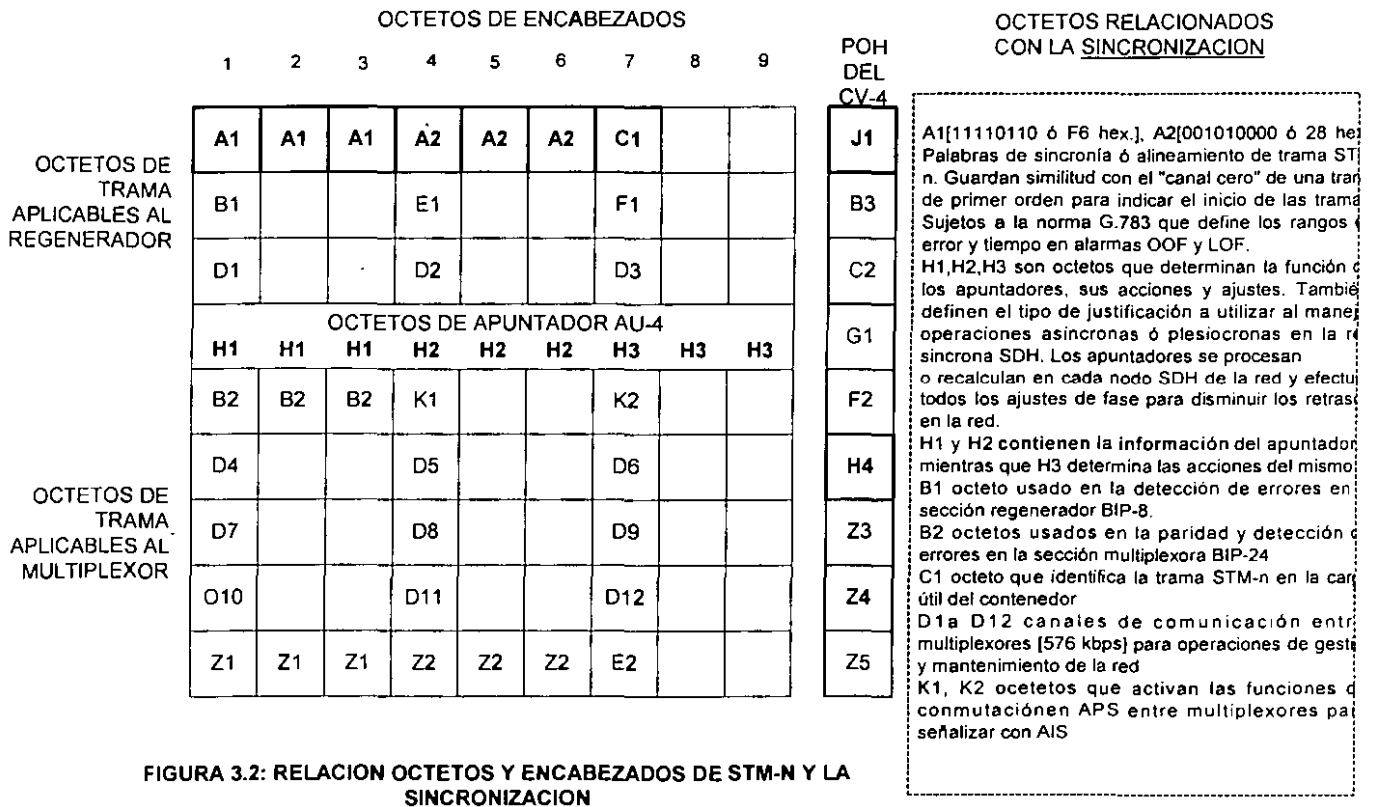 OCTETOS DE ENCABEZADOS
1 2 3 4 5 6 7 8 9
POH
DEL
CV-4
OCTETOS RELACIONADOS
CON LA SINCRONIZACION
OCTETOS DE
TRAMA
APLICABLES AL
REGENERADOR
A1 A1 A1 A2 A2 A2 C1
B1 E1 F1
D1 D2 D3
OCTETOS DE APUNTADOR AU-4
H1 H1 H1 H2 H2 H2 H3 H3 H3
OCTETOS DE
TRAMA
APLICABLES AL
MULTIPLEXOR
B2 B2 B2 K1 K2
D4 D5 D6
D7 D8 D9
O10 D11 D12
Z1 Z1 Z1 Z2 Z2 Z2 E2
J1
B3
C2
G1
F2
H4
Z3
Z4
Z5
A1[11110110 ó F6 hex.], A2[001010000 ó 28
Palabras de sincronía ó alineamiento de trama
n. Guardan similitud con el "canal cero" de una
de primer orden para indicar el inicio de las
Sujetos a la norma G.783 que define los rangos
error y tiempo en alarmas OOF y LOF.
H1,H2,H3 son octetos que determinan la función
los apuntadores, sus acciones y ajustes.
definen el tipo de justificación a utilizar al
operaciones asíncronas ó plesiocronas en la
sincrona SDH. Los apuntadores se procesan
o recalculan en cada nodo SDH de la red y
todos los ajustes de fase para disminuir los
en la red.
H1 y H2 contienen la información del apuntador
mientras que H3 determina las acciones del mismo
B1 octeto usado en la detección de errores en
sección regenerador BIP-8.
B2 octetos usados en la paridad y detección
errores en la sección multiplexora BIP-24
C1 octeto que identifica la trama STM-n en la
útil del contenedor
D1a D12 canales de comunicación
multiplexores [576 kbps] para operaciones de
y mantenimiento de la red
K1, K2 ocetetos que activan las funciones
conmutaciónen APS entre multiplexores
señalizar con AIS
FIGURA 3.2: RELACION OCTETOS Y ENCABEZADOS DE STM-N Y LA
SINCRONIZACION